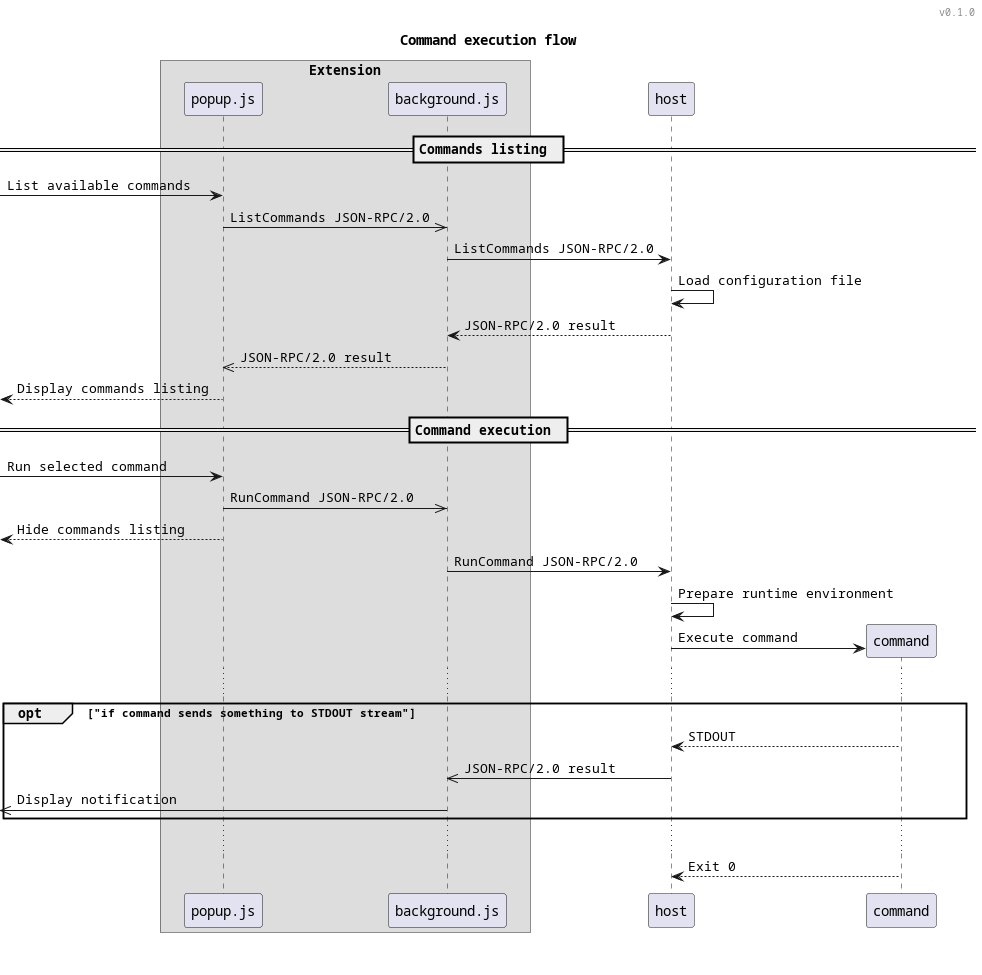 v0.1.0
Command execution flow
Extension
popup.js
background.js
host
Commands listing
List available commands
ListCommands JSON-RPC/2.0
ListCommands JSON-RPC/2.0
Load configuration file
JSON-RPC/2.0 result
JSON-RPC/2.0 result
Display commands listing
Command execution
Run selected command
RunCommand JSON-RPC/2.0
Hide commands listing
RunCommand JSON-RPC/2.0
Prepare runtime environment
Execute command
command
opt
["if command sends something to STDOUT stream"]
STDOUT
JSON-RPC/2.0 result
Display notification
Exit 0
popup.js
background.js
host
command